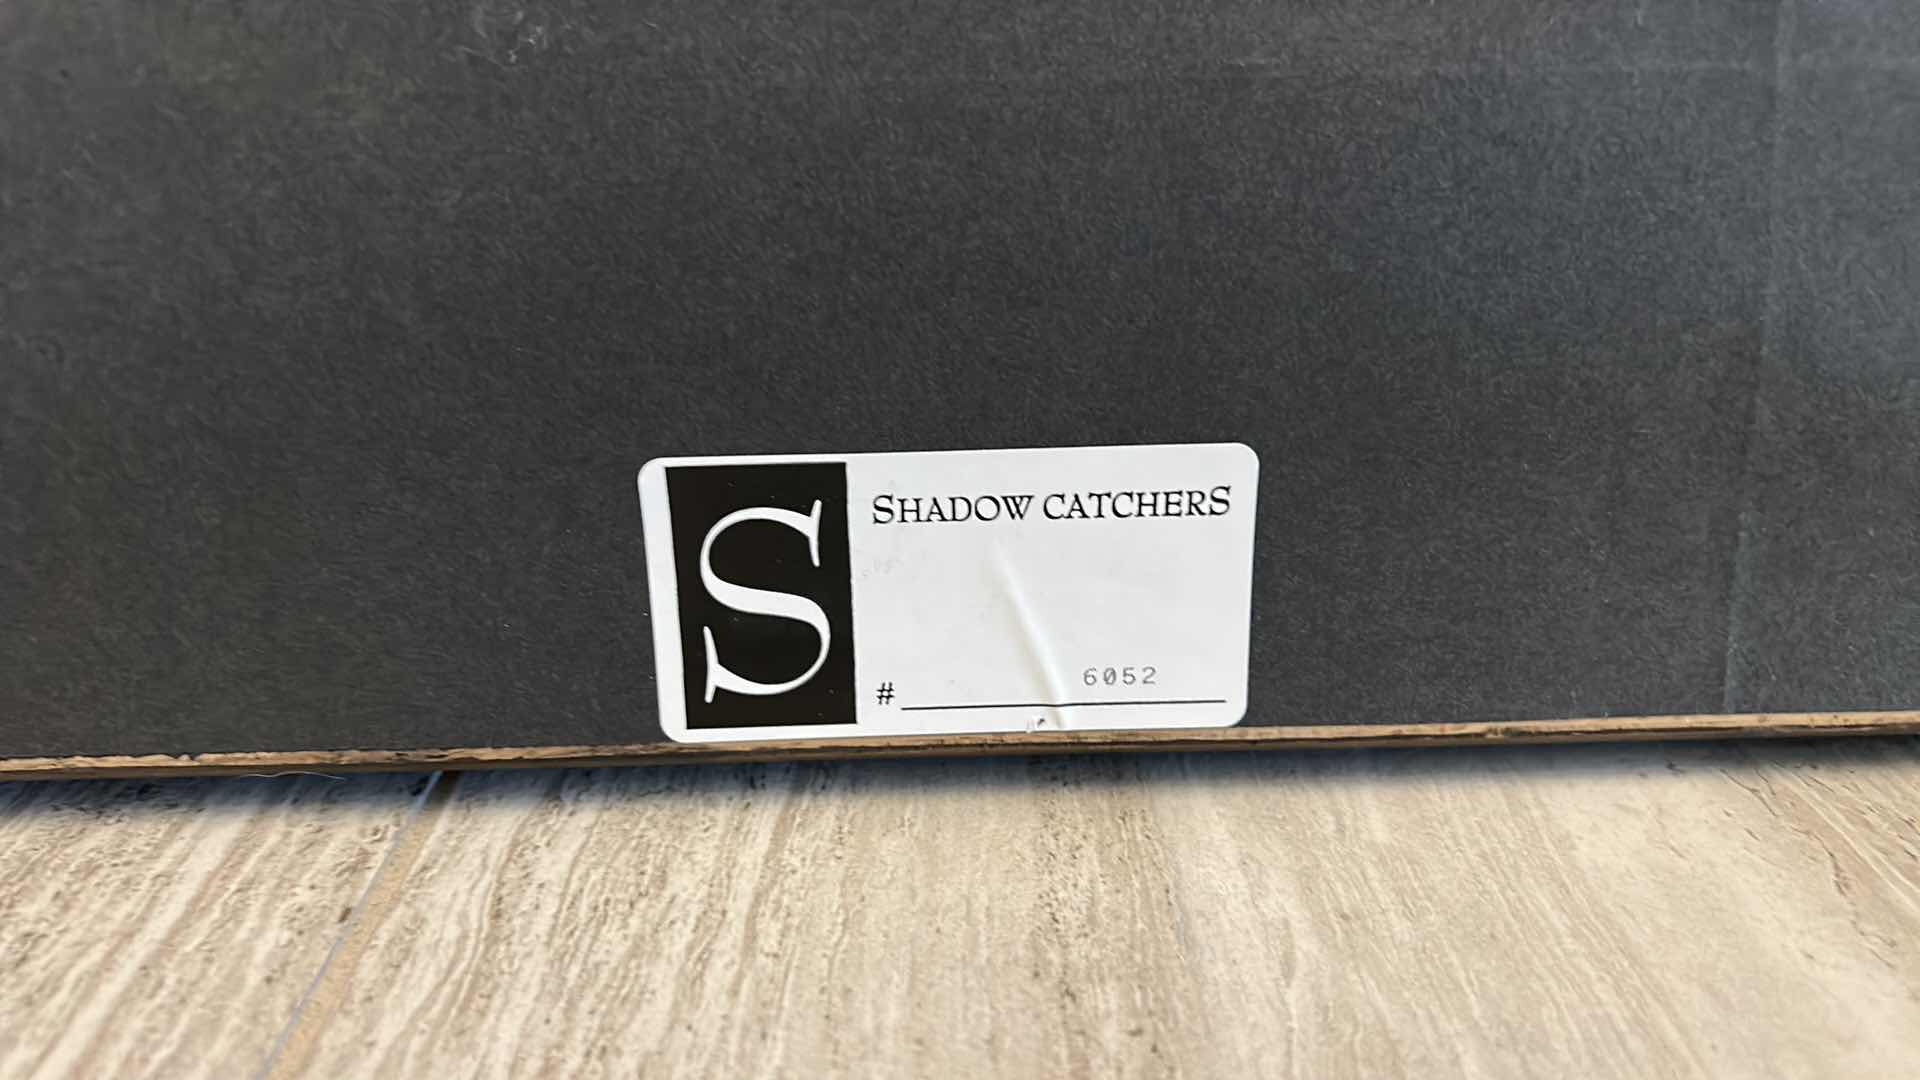 S
SHADOW CATCHERS
# 6052